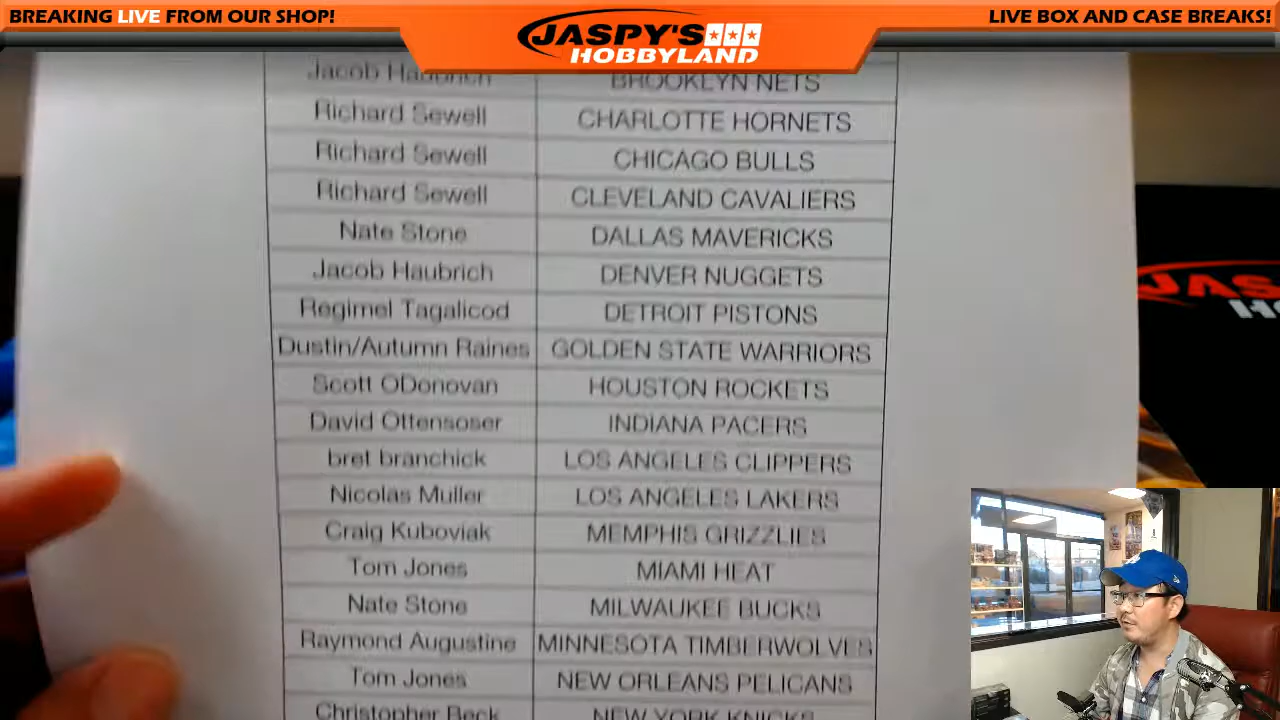 BREAKING LIVE FROM OUR SHOP!
JASPY'S
HOBBYLAND
LIVE BOX AND CASE BREAKS!
Jacob Haubrich BROOKLYN NETS
Richard Sewell CHARLOTTE HORNETS
Richard Sewell CHICAGO BULLS
Richard Sewell CLEVELAND CAVALIERS
Nate Stone DALLAS MAVERICKS
Jacob Haubrich DENVER NUGGETS
Regimel Tagalicod DETROIT PISTONS
Dustin/Autumn Raines GOLDEN STATE WARRIORS
Scott ODonovan HOUSTON ROCKETS
David Ottensoser INDIANA PACERS
bret branchick LOS ANGELES CLIPPERS
Nicolas Muller LOS ANGELES LAKERS
Craig Kuboviak MEMPHIS GRIZZLIES
Tom Jones MIAMI HEAT
Nate Stone MILWAUKEE BUCKS
Raymond Augustine MINNESOTA TIMBERWOLVES
Tom Jones NEW ORLEANS PELICANS
Christopher Beck NEW YORK KNICKS
JAS
H